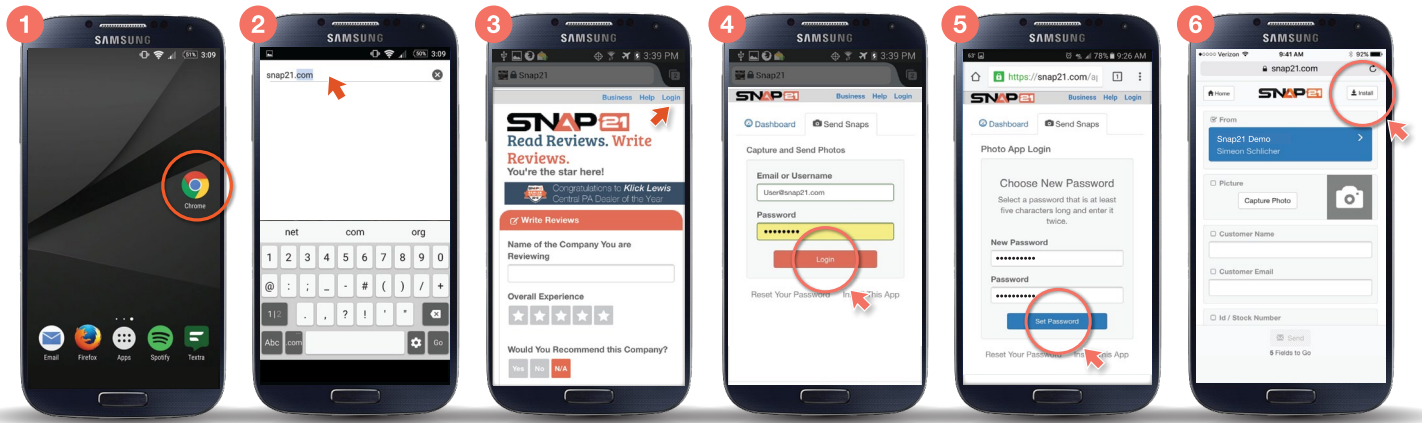 1
SAMSUNG
51% 3:09
Chrome
Email
Firefox
Apps
Spotify
Textra
2
SAMSUNG
50% 3:09
snap21.com
net com org
1 2 3 4 5 6 7 8 9 0
@ : ; _ - # ( ) / +
1|2 . , ? ! ' "
Abc .com Go
3
SAMSUNG
3:39 PM
Snap21
Business Help Login
SNAP21
Read Reviews. Write
Reviews.
You're the star here!
Congratulations to Klick Lewis
Central PA Dealer of the Year
Write Reviews
Name of the Company You are
Reviewing
Overall Experience
Would You Recommend this Company?
Yes No N/A
4
SAMSUNG
3:39 PM
Snap21
SNAP21 Business Help Login
Dashboard Send Snaps
Capture and Send Photos
Email or Username
User@snap21.com
Password
Login
Reset Your Password This App
5
SAMSUNG
63° 78% 9:26 AM
https://snap21.com/a 1
SNAP21 Business Help Login
Dashboard Send Snaps
Photo App Login
Choose New Password
Select a password that is at least
five characters long and enter it
twice.
New Password
Password
Set Password
Reset Your Password This App
6
SAMSUNG
Verizon 9:41 AM 92%
snap21.com
Home SNAP21 Install
From
Snap21 Demo
Simeon Schlicher
Picture
Capture Photo
Customer Name
Customer Email
Id / Stock Number
Send
5 Fields to Go